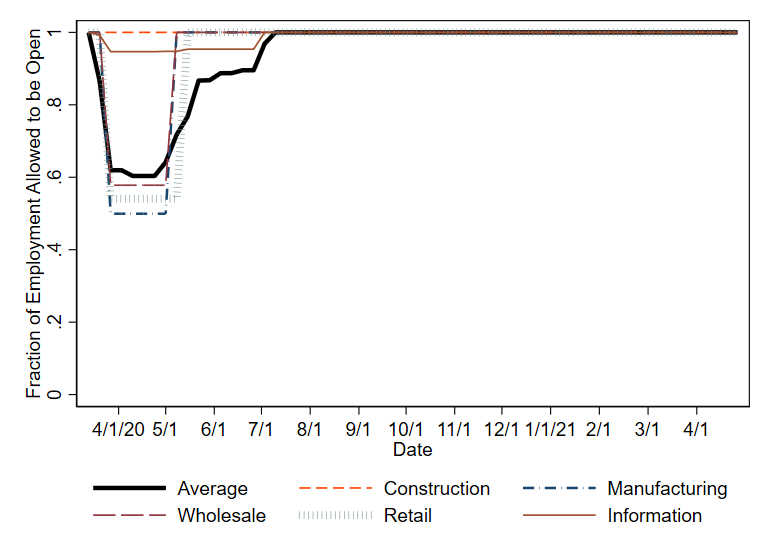 Fraction of Employment Allowed to be Open
1
.8
.6
.4
.2
0
4/1/20 5/1 6/1 7/1 8/1 9/1 10/1 11/1 12/1 1/1/21 2/1 3/1 4/1
Date
Average Construction Manufacturing
Wholesale Retail Information